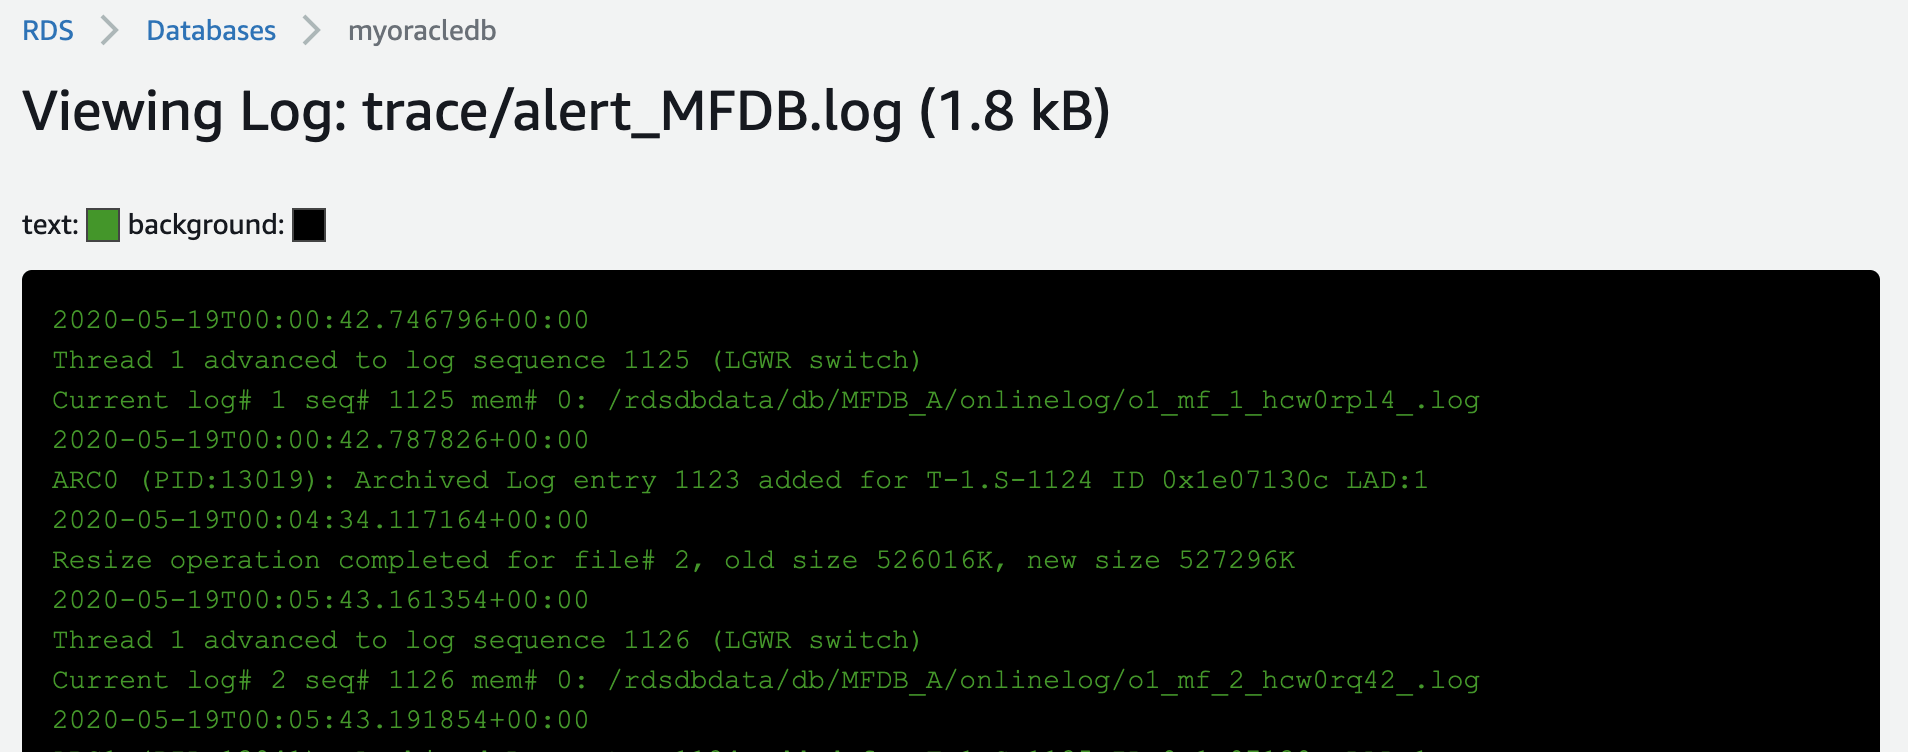 RDS > Databases > myoracledb
Viewing Log: trace/alert_MFDB.log (1.8 kB)
text: background:
2020-05-19T00:00:42.746796+00:00
Thread 1 advanced to log sequence 1125 (LGWR switch)
Current log# 1 seq# 1125 mem# 0: /rdsdbdata/db/MFDB_A/onlinelog/o1_mf_1_hcw0rpl4_.log
2020-05-19T00:00:42.787826+00:00
ARC0 (PID:13019): Archived Log entry 1123 added for T-1.S-1124 ID 0x1e07130c LAD:1
2020-05-19T00:04:34.117164+00:00
Resize operation completed for file# 2, old size 526016K, new size 527296K
2020-05-19T00:05:43.161354+00:00
Thread 1 advanced to log sequence 1126 (LGWR switch)
Current log# 2 seq# 1126 mem# 0: /rdsdbdata/db/MFDB_A/onlinelog/o1_mf_2_hcw0rq42_.log
2020-05-19T00:05:43.191854+00:00